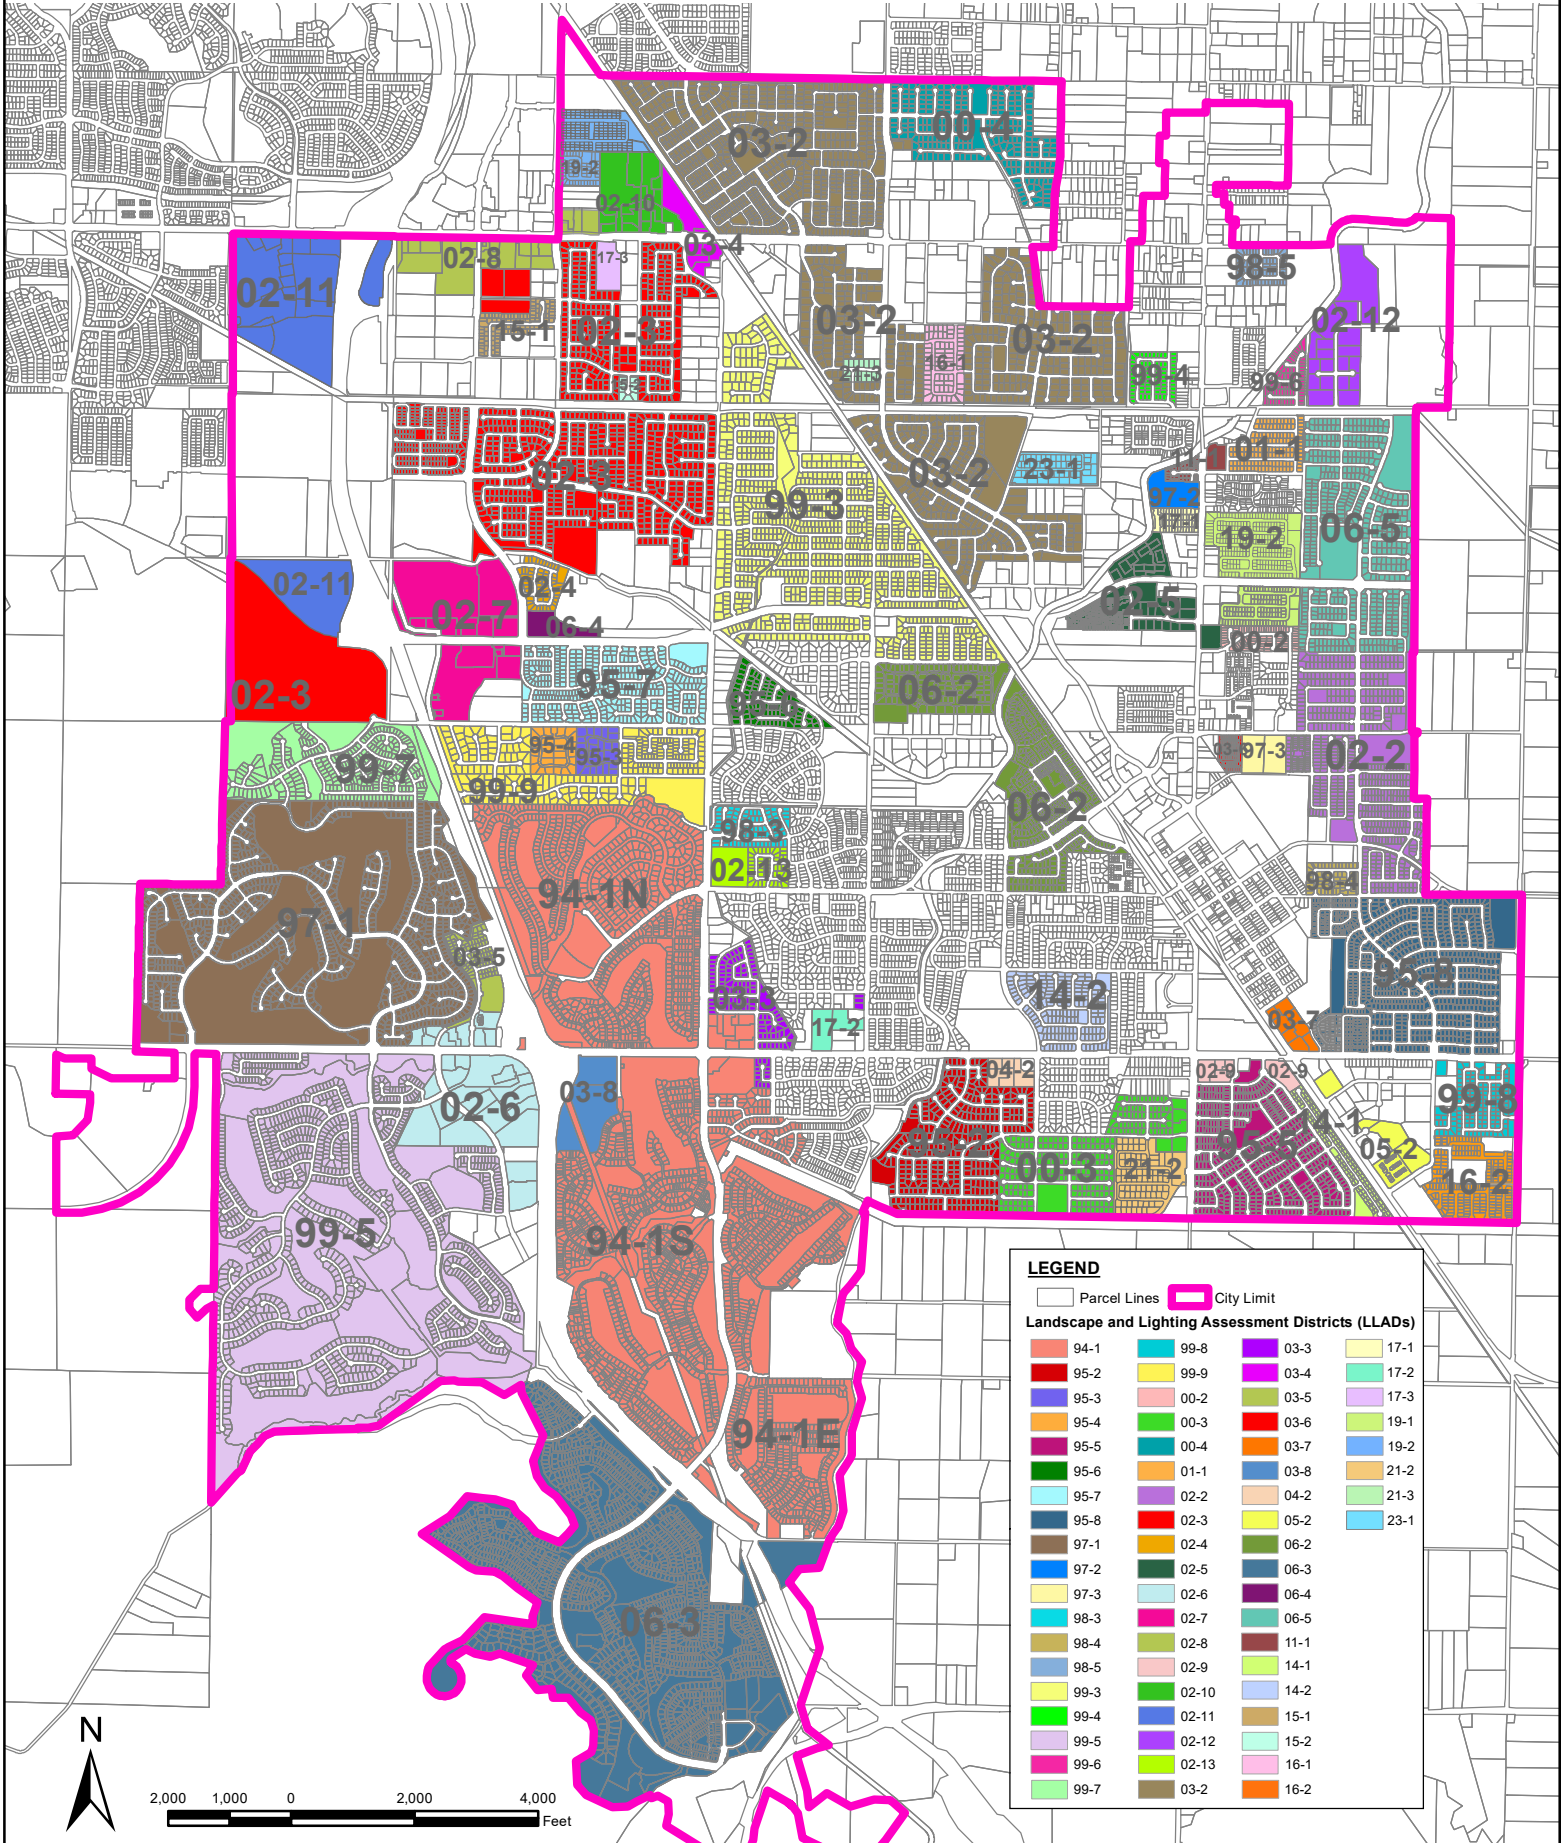 03-2
00-4
19-2
02-10
03-4
17-3
02-8
98-5
02-11
02-12
03-2
02-3
15-1
03-2
16-1
21-3
99-4
99-6
15-2
01-1
11-1
02-3
03-2
23-1
97-2
99-3
17-1
19-2
06-5
02-11
02-4
02-5
02-7
06-4
00-2
95-7
06-2
02-3
95-6
95-4
95-3
97-3
02-2
99-7
99-9
06-2
98-3
02-13
98-4
94-1N
97-1
03-5
95-8
03-3
14-2
17-2
03-7
04-2
02-9
02-9
03-8
02-6
99-8
14-1
95-2
95-5
05-2
00-3
21-2
16-2
99-5
94-1S
94-1E
06-3
LEGEND
Parcel Lines
City Limit
Landscape and Lighting Assessment Districts (LLADs)
94-1 99-8 03-3 17-1
95-2 99-9 03-4 17-2
95-3 00-2 03-5 17-3
95-4 00-3 03-6 19-1
95-5 00-4 03-7 19-2
95-6 01-1 03-8 21-2
95-7 02-2 04-2 21-3
95-8 02-3 05-2 23-1
97-1 02-4 06-2
97-2 02-5 06-3
97-3 02-6 06-4
98-3 02-7 06-5
98-4 02-8 11-1
98-5 02-9 14-1
99-3 02-10 14-2
99-4 02-11 15-1
99-5 02-12 15-2
99-6 02-13 16-1
99-7 03-2 16-2
N
2,000 1,000 0 2,000 4,000
Feet